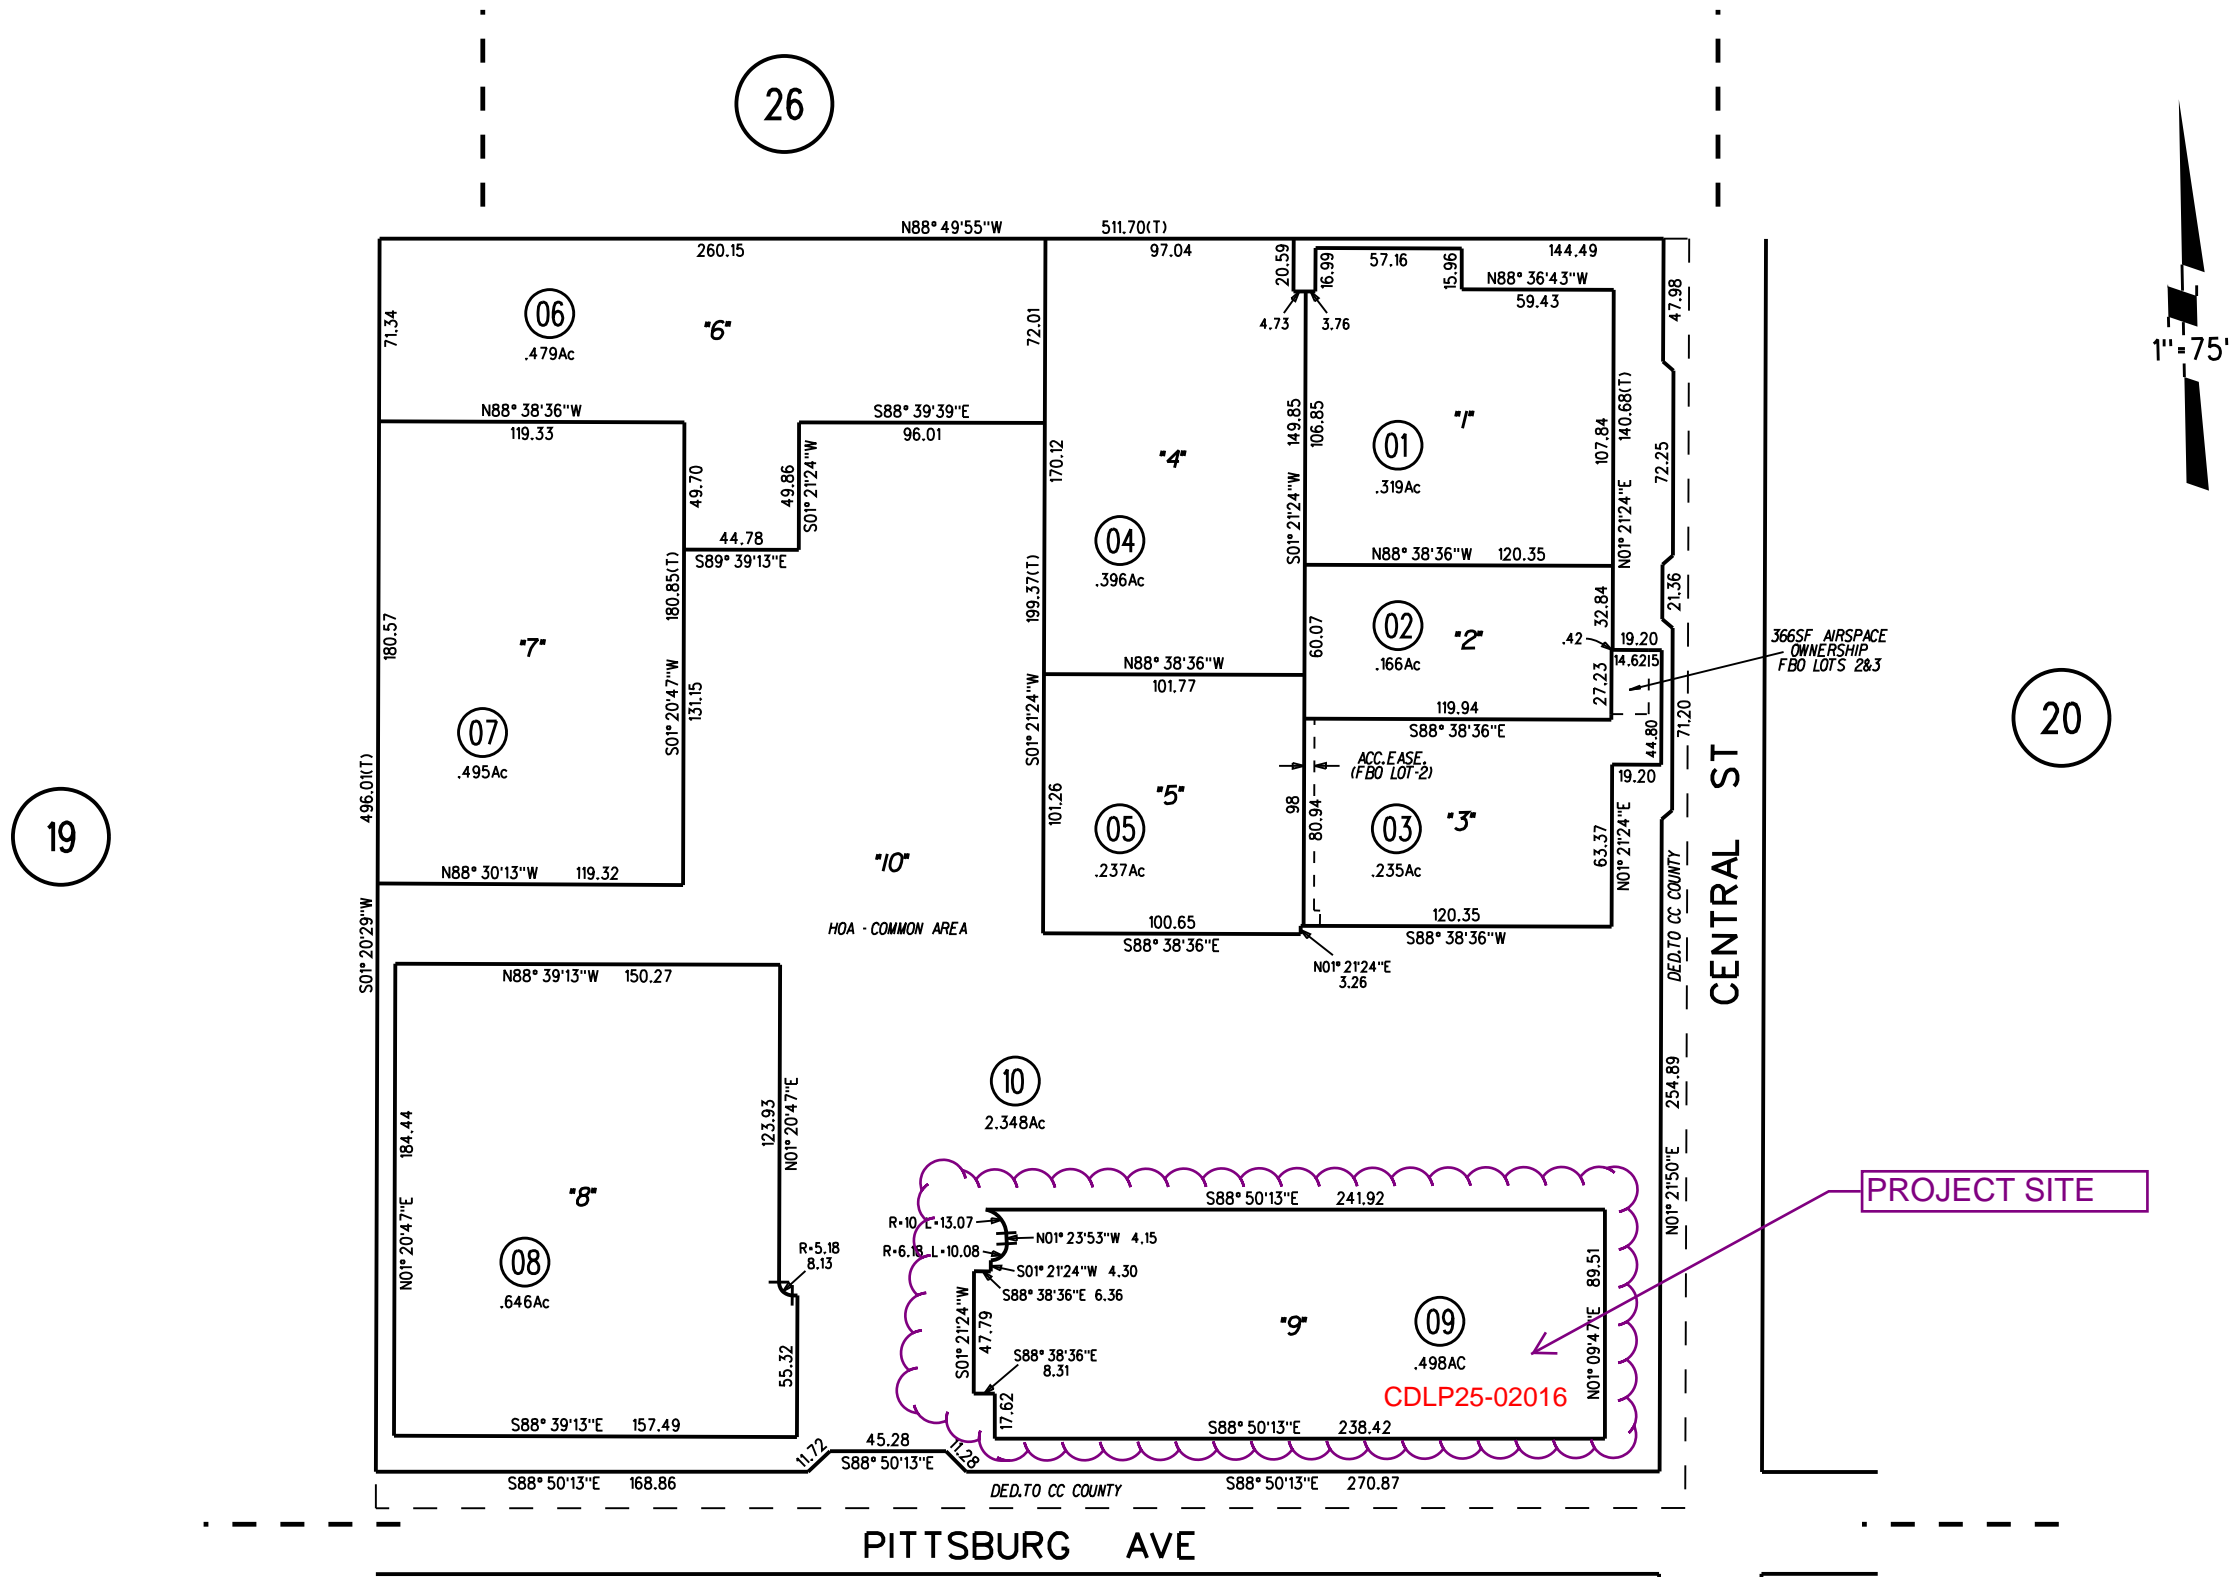 26
N88° 49'55"W 511.70(T)
260.15
97.04
144.49
20.59
16.99
57.16
15.96
N88° 36'43"W
59.43
47.98
4.73
3.76
1"=75'
71.34
06
.479Ac
"6"
72.01
N88° 38'36"W
119.33
S88° 39'39"E
96.01
49.70
49.86
S01° 21'24"W
44.78
S89° 39'13"E
170.12
"4"
04
.396Ac
199.37(T)
S01° 21'24"W
149.85
106.85
S01° 21'24"W
"1"
01
.319Ac
107.84
140.68(T)
N01° 21'24"E
72.25
N88° 38'36"W 120.35
21.36
180.57
"7"
07
.495Ac
180.85(T)
S01° 20'47"W
131.15
N88° 38'36"W
101.77
60.07
02
.166Ac
"2"
32.84
.42
19.20
14.6215
27.23
366SF AIRSPACE
OWNERSHIP
FBO LOTS 2&3
119.94
S88° 38'36"E
44.80
71.20
20
19
496.01(T)
S01° 20'29"W
ACC.EASE.
(FBO LOT-2)
19.20
101.26
"5"
05
.237Ac
98
80.94
03
.235Ac
"3"
63.37
N01° 21'24"E
DED.TO CC COUNTY
CENTRAL ST
N88° 30'13"W 119.32
"10"
HOA - COMMON AREA
100.65
S88° 38'36"E
120.35
S88° 38'36"W
N01° 21'24"E
3.26
N88° 39'13"W 150.27
184.44
N01° 20'47"E
123.93
N01° 20'47"E
10
2.348Ac
254.89
N01° 21'50"E
"8"
08
.646Ac
R=5.18
8.13
55.32
S88° 39'13"E 157.49
PROJECT SITE
S88° 50'13"E 241.92
R=10 L=13.07
N01° 23'53"W 4.15
R=6.18 L=10.08
S01° 21'24"W 4.30
S88° 38'36"E 6.36
S01° 21'24"W
47.79
S88° 38'36"E
8.31
17.62
"9"
09
.498AC
CDLP25-02016
89.51
N01° 09'47"E
S88° 50'13"E 238.42
11.72
45.28
S88° 50'13"E
11.28
S88° 50'13"E 168.86
DED.TO CC COUNTY
S88° 50'13"E 270.87
PITTSBURG AVE